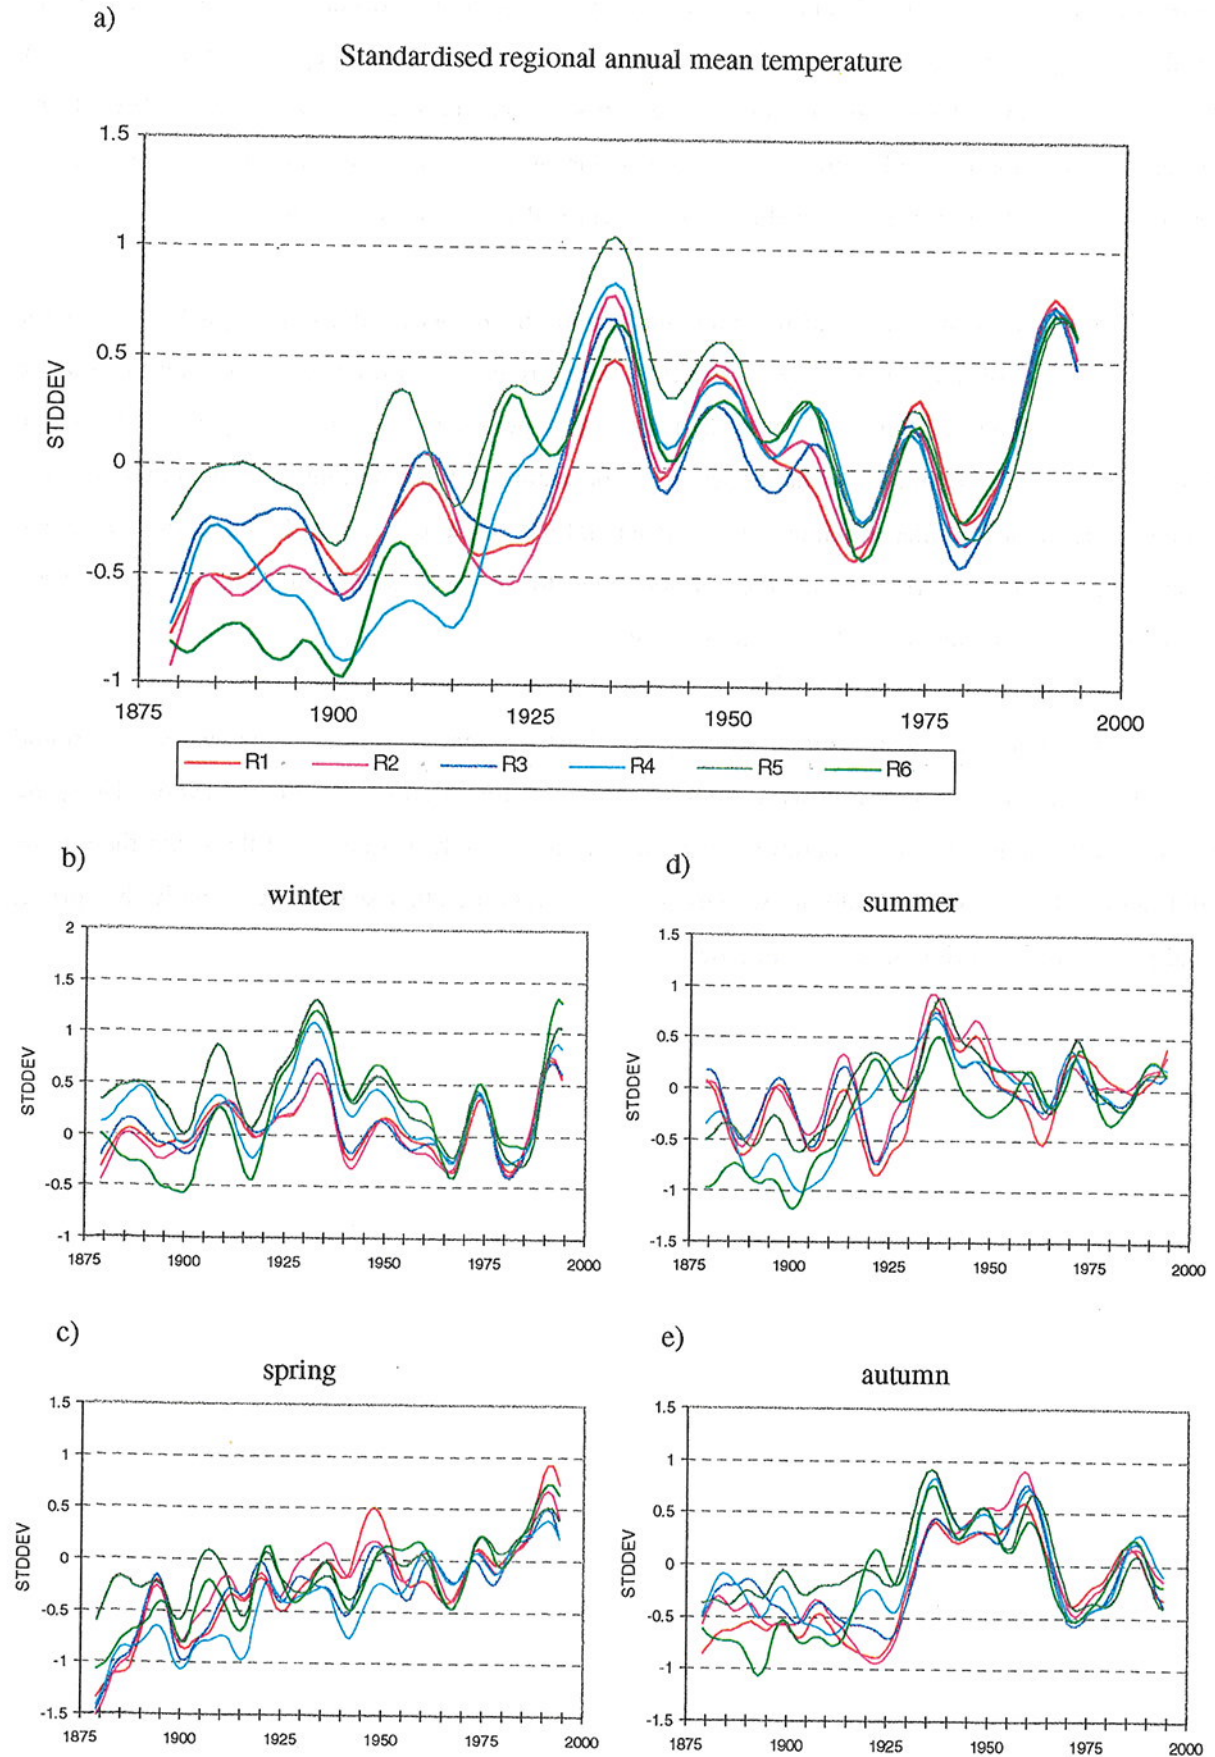 a)
Standardised regional annual mean temperature
1.5
1
0.5
0
-0.5
-1
STDDEV
1875 1900 1925 1950 1975 2000
R1 R2 R3 R4 R5 R6
b)
winter
2
1.5
1
0.5
0
-0.5
-1
STDDEV
1875 1900 1925 1950 1975 2000
d)
summer
1.5
1
0.5
0
-0.5
-1
-1.5
STDDEV
1875 1900 1925 1950 1975 2000
c)
spring
1.5
1
0.5
0
-0.5
-1
-1.5
STDDEV
1875 1900 1925 1950 1975 2000
e)
autumn
1.5
1
0.5
0
-0.5
-1
-1.5
STDDEV
1875 1900 1925 1950 1975 2000